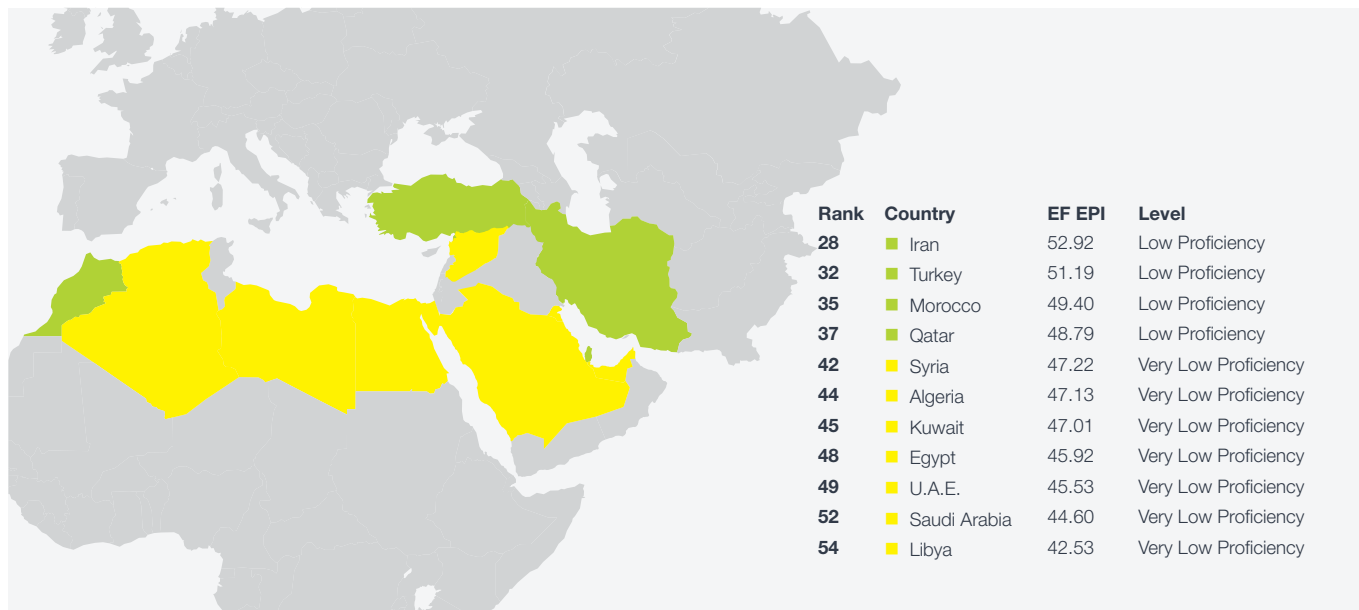 Rank Country EF EPI Level
28 Iran 52.92 Low Proficiency
32 Turkey 51.19 Low Proficiency
35 Morocco 49.40 Low Proficiency
37 Qatar 48.79 Low Proficiency
42 Syria 47.22 Very Low Proficiency
44 Algeria 47.13 Very Low Proficiency
45 Kuwait 47.01 Very Low Proficiency
48 Egypt 45.92 Very Low Proficiency
49 U.A.E. 45.53 Very Low Proficiency
52 Saudi Arabia 44.60 Very Low Proficiency
54 Libya 42.53 Very Low Proficiency